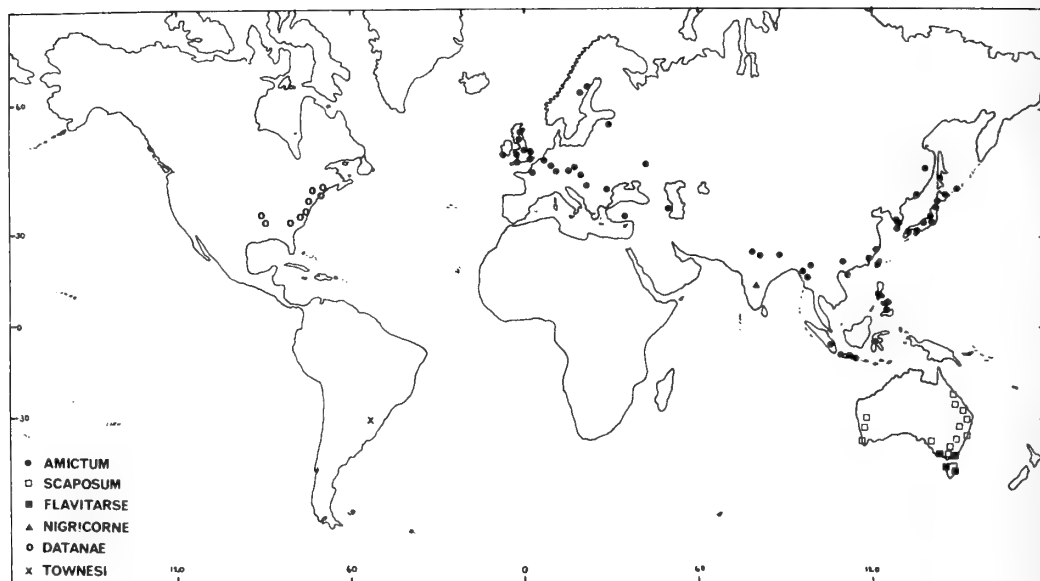 60
30
0
30
AMICTUM
SCAPOSUM
FLAVITARSE
NIGRICORNE
DATANAE
TOWNESI
120
60
0
60
120